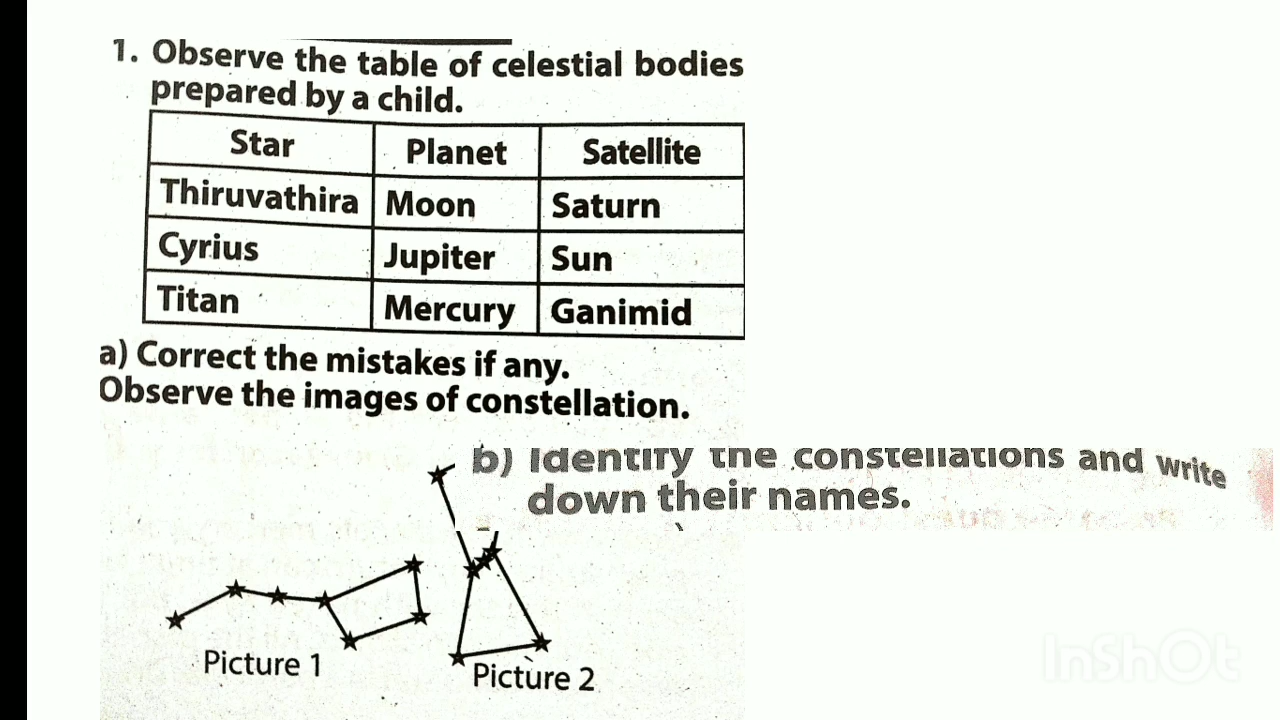 1. Observe the table of celestial bodies
prepared by a child.
Star Planet Satellite
Thiruvathira Moon Saturn
Cyrius Jupiter Sun
Titan Mercury Ganimid
a) Correct the mistakes if any.
Observe the images of constellation.
b) Identify the constellations and write
down their names.
Picture 1
Picture 2
InShOt